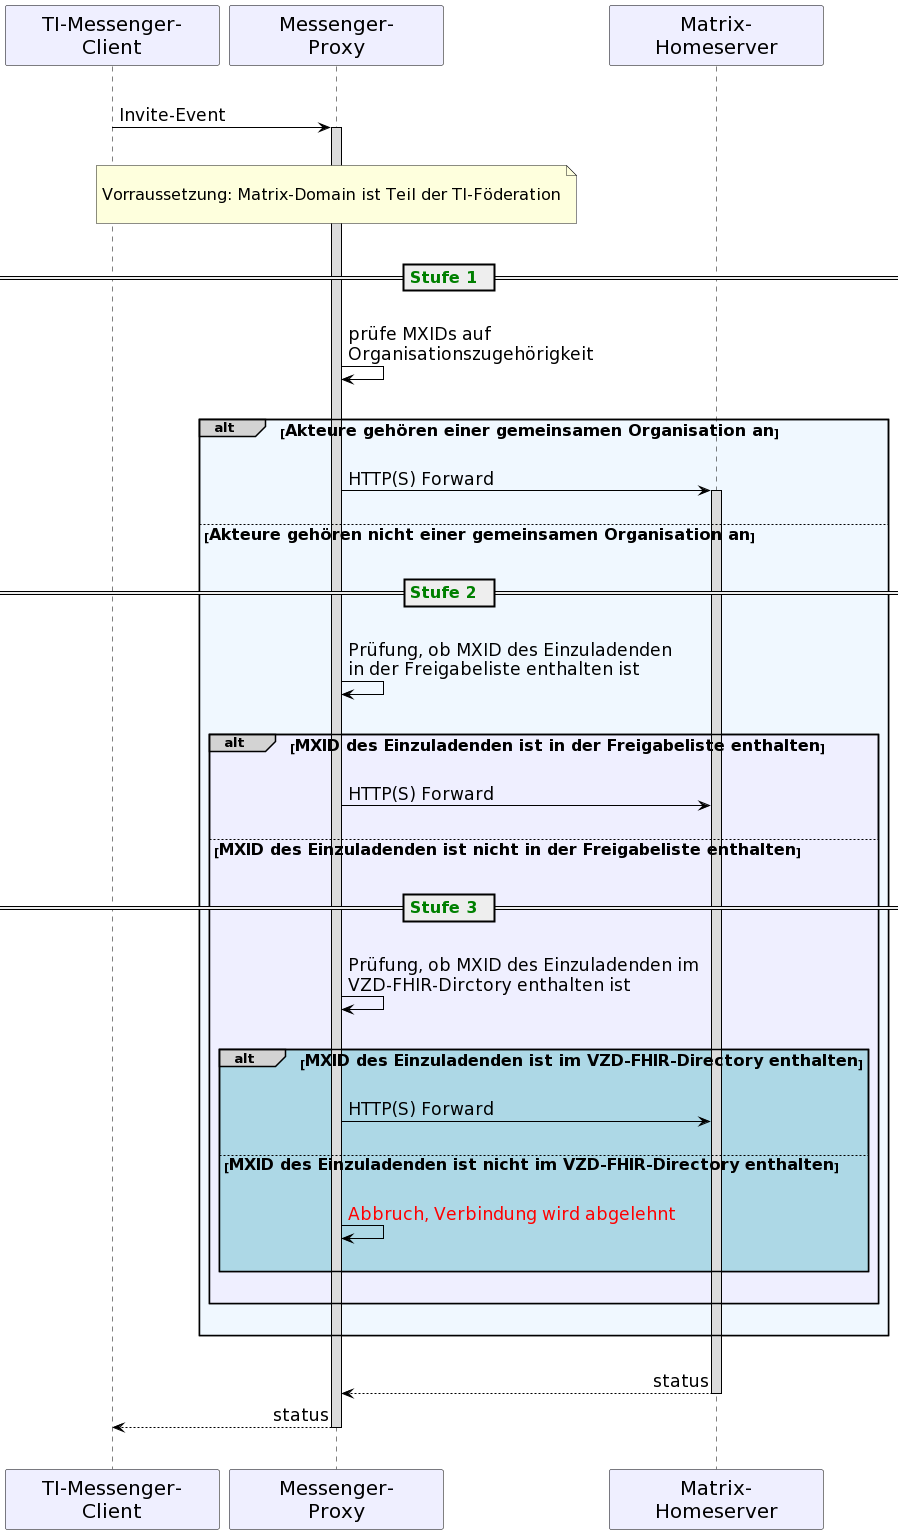 TI-Messenger-
Client
Messenger-
Proxy
Matrix-
Homeserver
Invite-Event
Vorraussetzung: Matrix-Domain ist Teil der TI-Föderation
Stufe 1
prüfe MXIDs auf
Organisationszugehörigkeit
alt [Akteure gehören einer gemeinsamen Organisation an]
HTTP(S) Forward
[Akteure gehören nicht einer gemeinsamen Organisation an]
Stufe 2
Prüfung, ob MXID des Einzuladenden
in der Freigabeliste enthalten ist
alt [MXID des Einzuladenden ist in der Freigabeliste enthalten]
HTTP(S) Forward
[MXID des Einzuladenden ist nicht in der Freigabeliste enthalten]
Stufe 3
Prüfung, ob MXID des Einzuladenden im
VZD-FHIR-Dirctory enthalten ist
alt [MXID des Einzuladenden ist im VZD-FHIR-Directory enthalten]
HTTP(S) Forward
[MXID des Einzuladenden ist nicht im VZD-FHIR-Directory enthalten]
Abbruch, Verbindung wird abgelehnt
status
status
TI-Messenger-
Client
Messenger-
Proxy
Matrix-
Homeserver